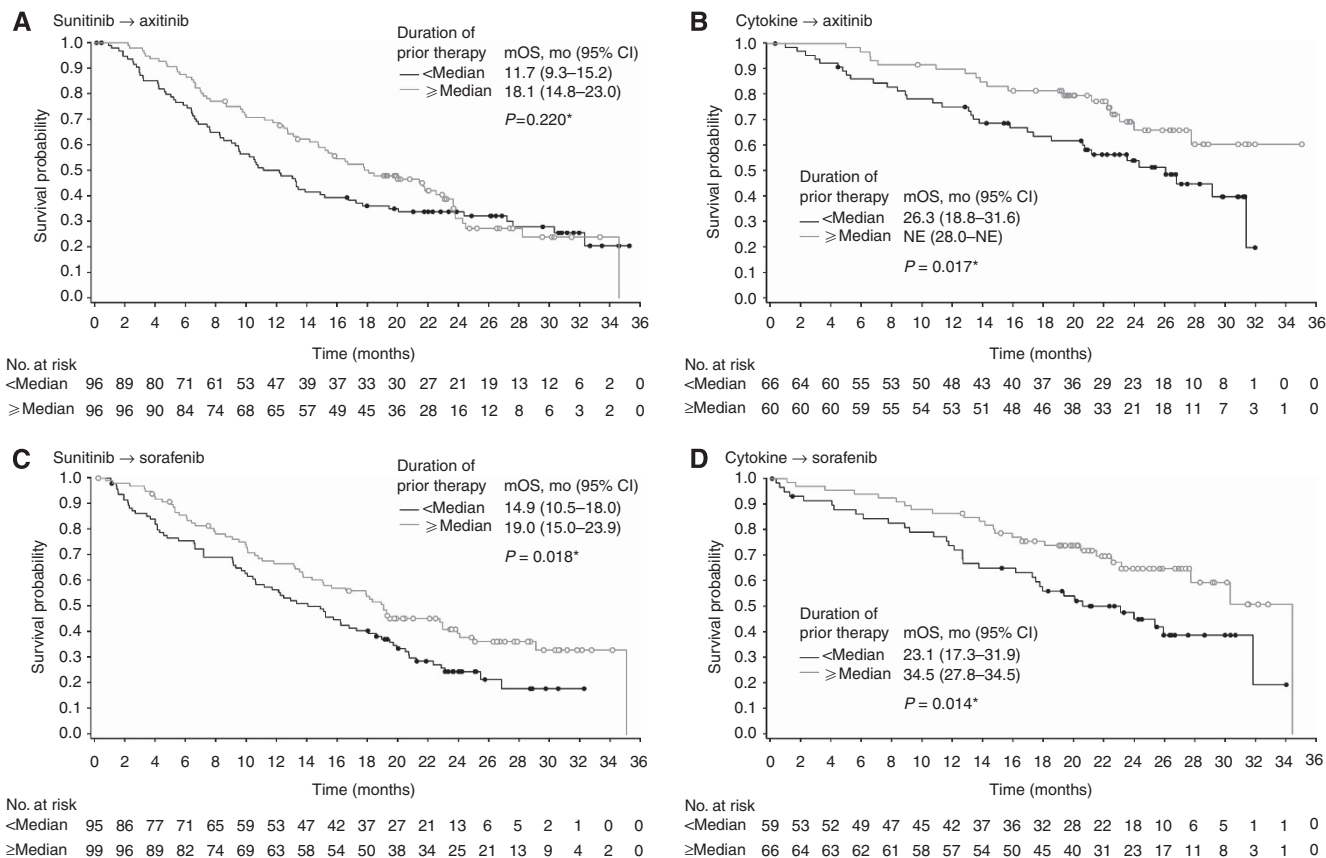 A Sunitinib → axitinib
Duration of
prior therapy mOS, mo (95% CI)
<Median 11.7 (9.3–15.2)
⩾Median 18.1 (14.8–23.0)
P=0.220*
Survival probability
1.0
0.9
0.8
0.7
0.6
0.5
0.4
0.3
0.2
0.1
0.0
0 2 4 6 8 10 12 14 16 18 20 22 24 26 28 30 32 34 36
Time (months)
No. at risk
<Median 96 89 80 71 61 53 47 39 37 33 30 27 21 19 13 12 6 2 0
⩾Median 96 96 90 84 74 68 65 57 49 45 36 28 16 12 8 6 3 2 0
B Cytokine → axitinib
Survival probability
1.0
0.9
0.8
0.7
0.6
0.5
0.4
0.3
0.2
0.1
0.0
Duration of
prior therapy mOS, mo (95% CI)
<Median 26.3 (18.8–31.6)
⩾Median NE (28.0–NE)
P = 0.017*
0 2 4 6 8 10 12 14 16 18 20 22 24 26 28 30 32 34 36
Time (months)
No. at risk
<Median 66 64 60 55 53 50 48 43 40 37 36 29 23 18 10 8 1 0 0
≥Median 60 60 60 59 55 54 53 51 48 46 38 33 21 18 11 7 3 1 0
C Sunitinib → sorafenib
Duration of
prior therapy mOS, mo (95% CI)
<Median 14.9 (10.5–18.0)
⩾Median 19.0 (15.0–23.9)
P = 0.018*
Survival probability
1.0
0.9
0.8
0.7
0.6
0.5
0.4
0.3
0.2
0.1
0.0
0 2 4 6 8 10 12 14 16 18 20 22 24 26 28 30 32 34 36
Time (months)
No. at risk
<Median 95 86 77 71 65 59 53 47 42 37 27 21 13 6 5 2 1 0 0
≥Median 99 96 89 82 74 69 63 58 54 50 38 34 25 21 13 9 4 2 0
D Cytokine → sorafenib
Survival probability
1.0
0.9
0.8
0.7
0.6
0.5
0.4
0.3
0.2
0.1
0.0
Duration of
prior therapy mOS, mo (95% CI)
<Median 23.1 (17.3–31.9)
⩾Median 34.5 (27.8–34.5)
P = 0.014*
0 2 4 6 8 10 12 14 16 18 20 22 24 26 28 30 32 34 36
Time (months)
No. at risk
<Median 59 53 52 49 47 45 42 37 36 32 28 22 18 10 6 5 1 1 0
≥Median 66 64 63 62 61 58 57 54 50 45 40 31 23 17 11 8 3 1 0